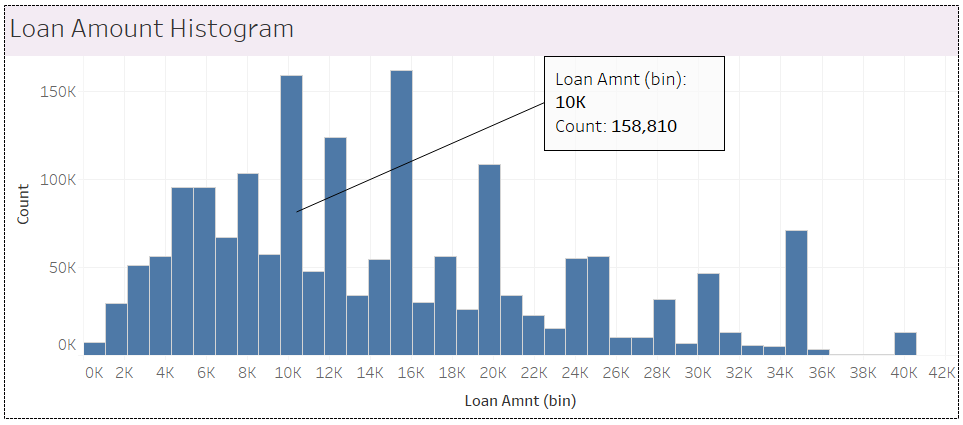 Loan Amount Histogram
Loan Amnt (bin):
10K
Count: 158,810
150K
100K
50K
0K
Count
0K 2K 4K 6K 8K 10K 12K 14K 16K 18K 20K 22K 24K 26K 28K 30K 32K 34K 36K 38K 40K 42K
Loan Amnt (bin)